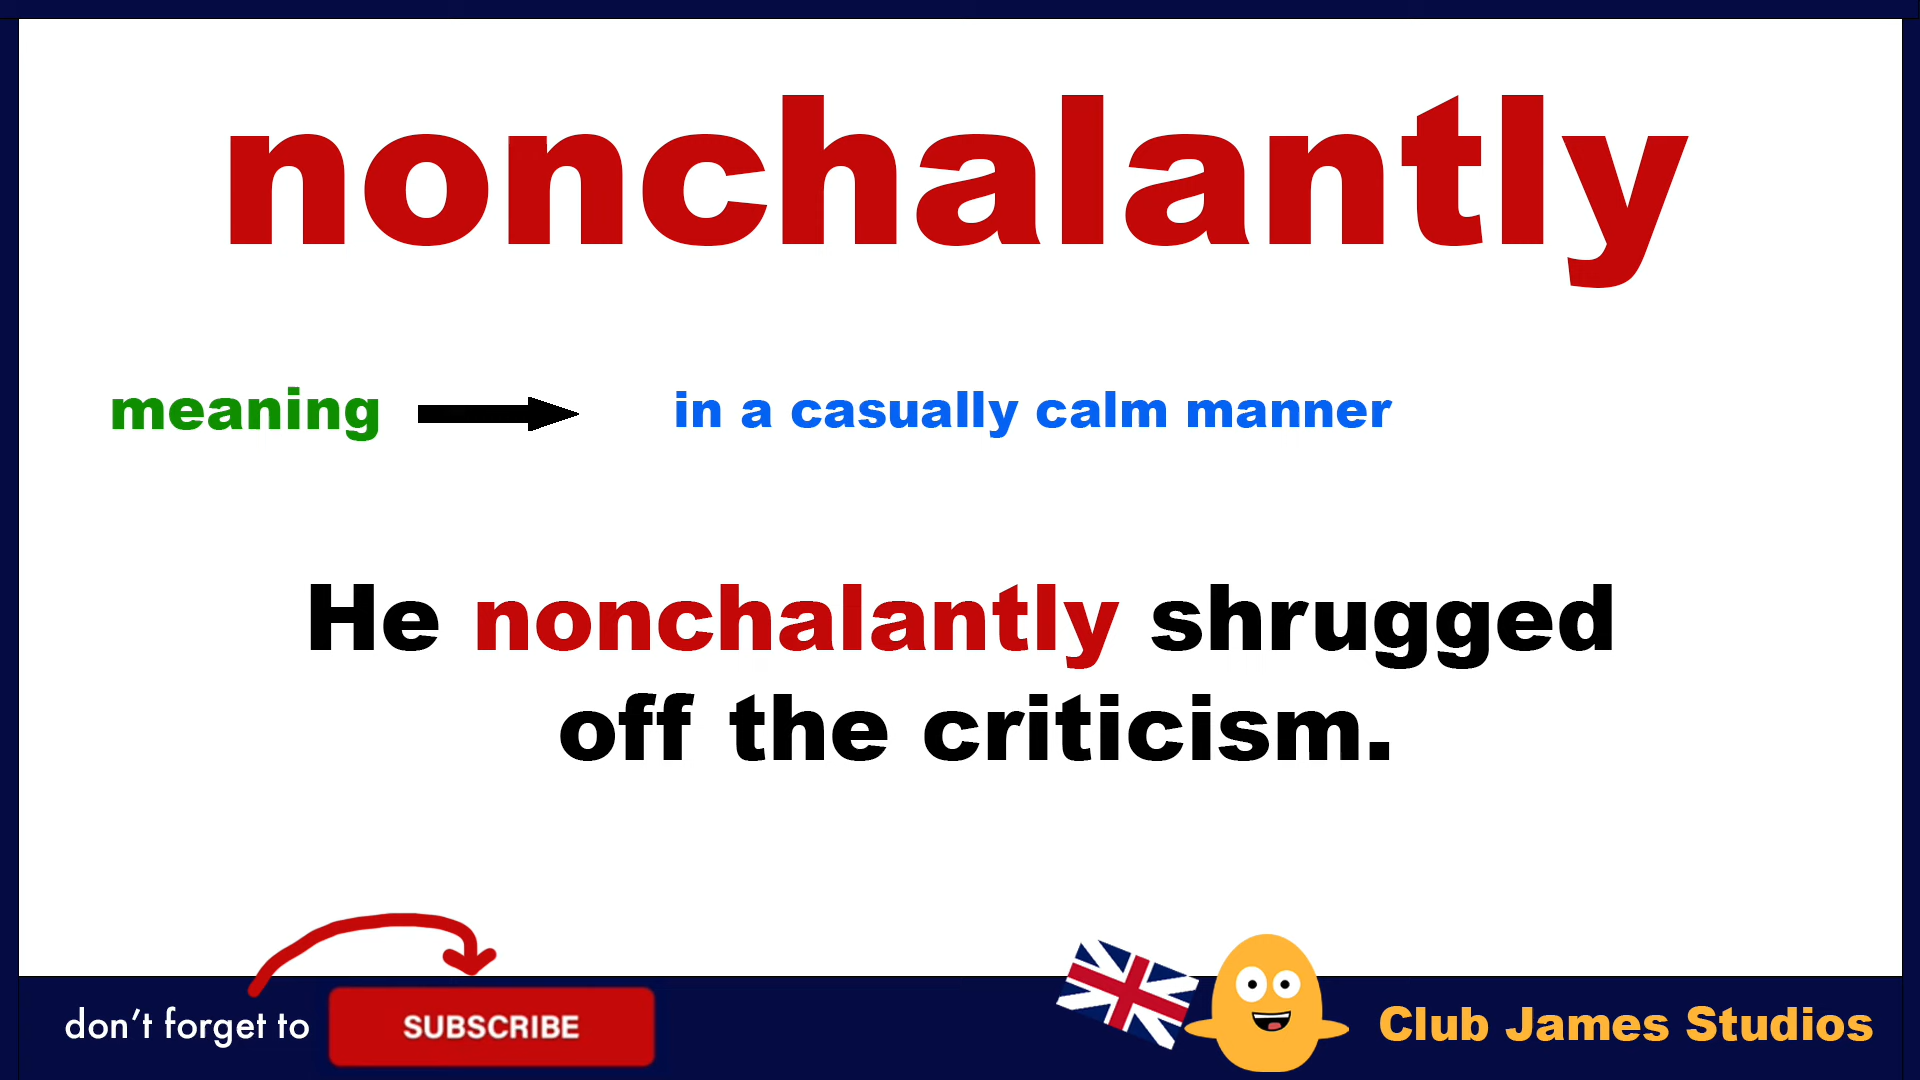 nonchalantly
meaning in a casually calm manner
He nonchalantly shrugged
off the criticism.
don't forget to SUBSCRIBE Club James Studios